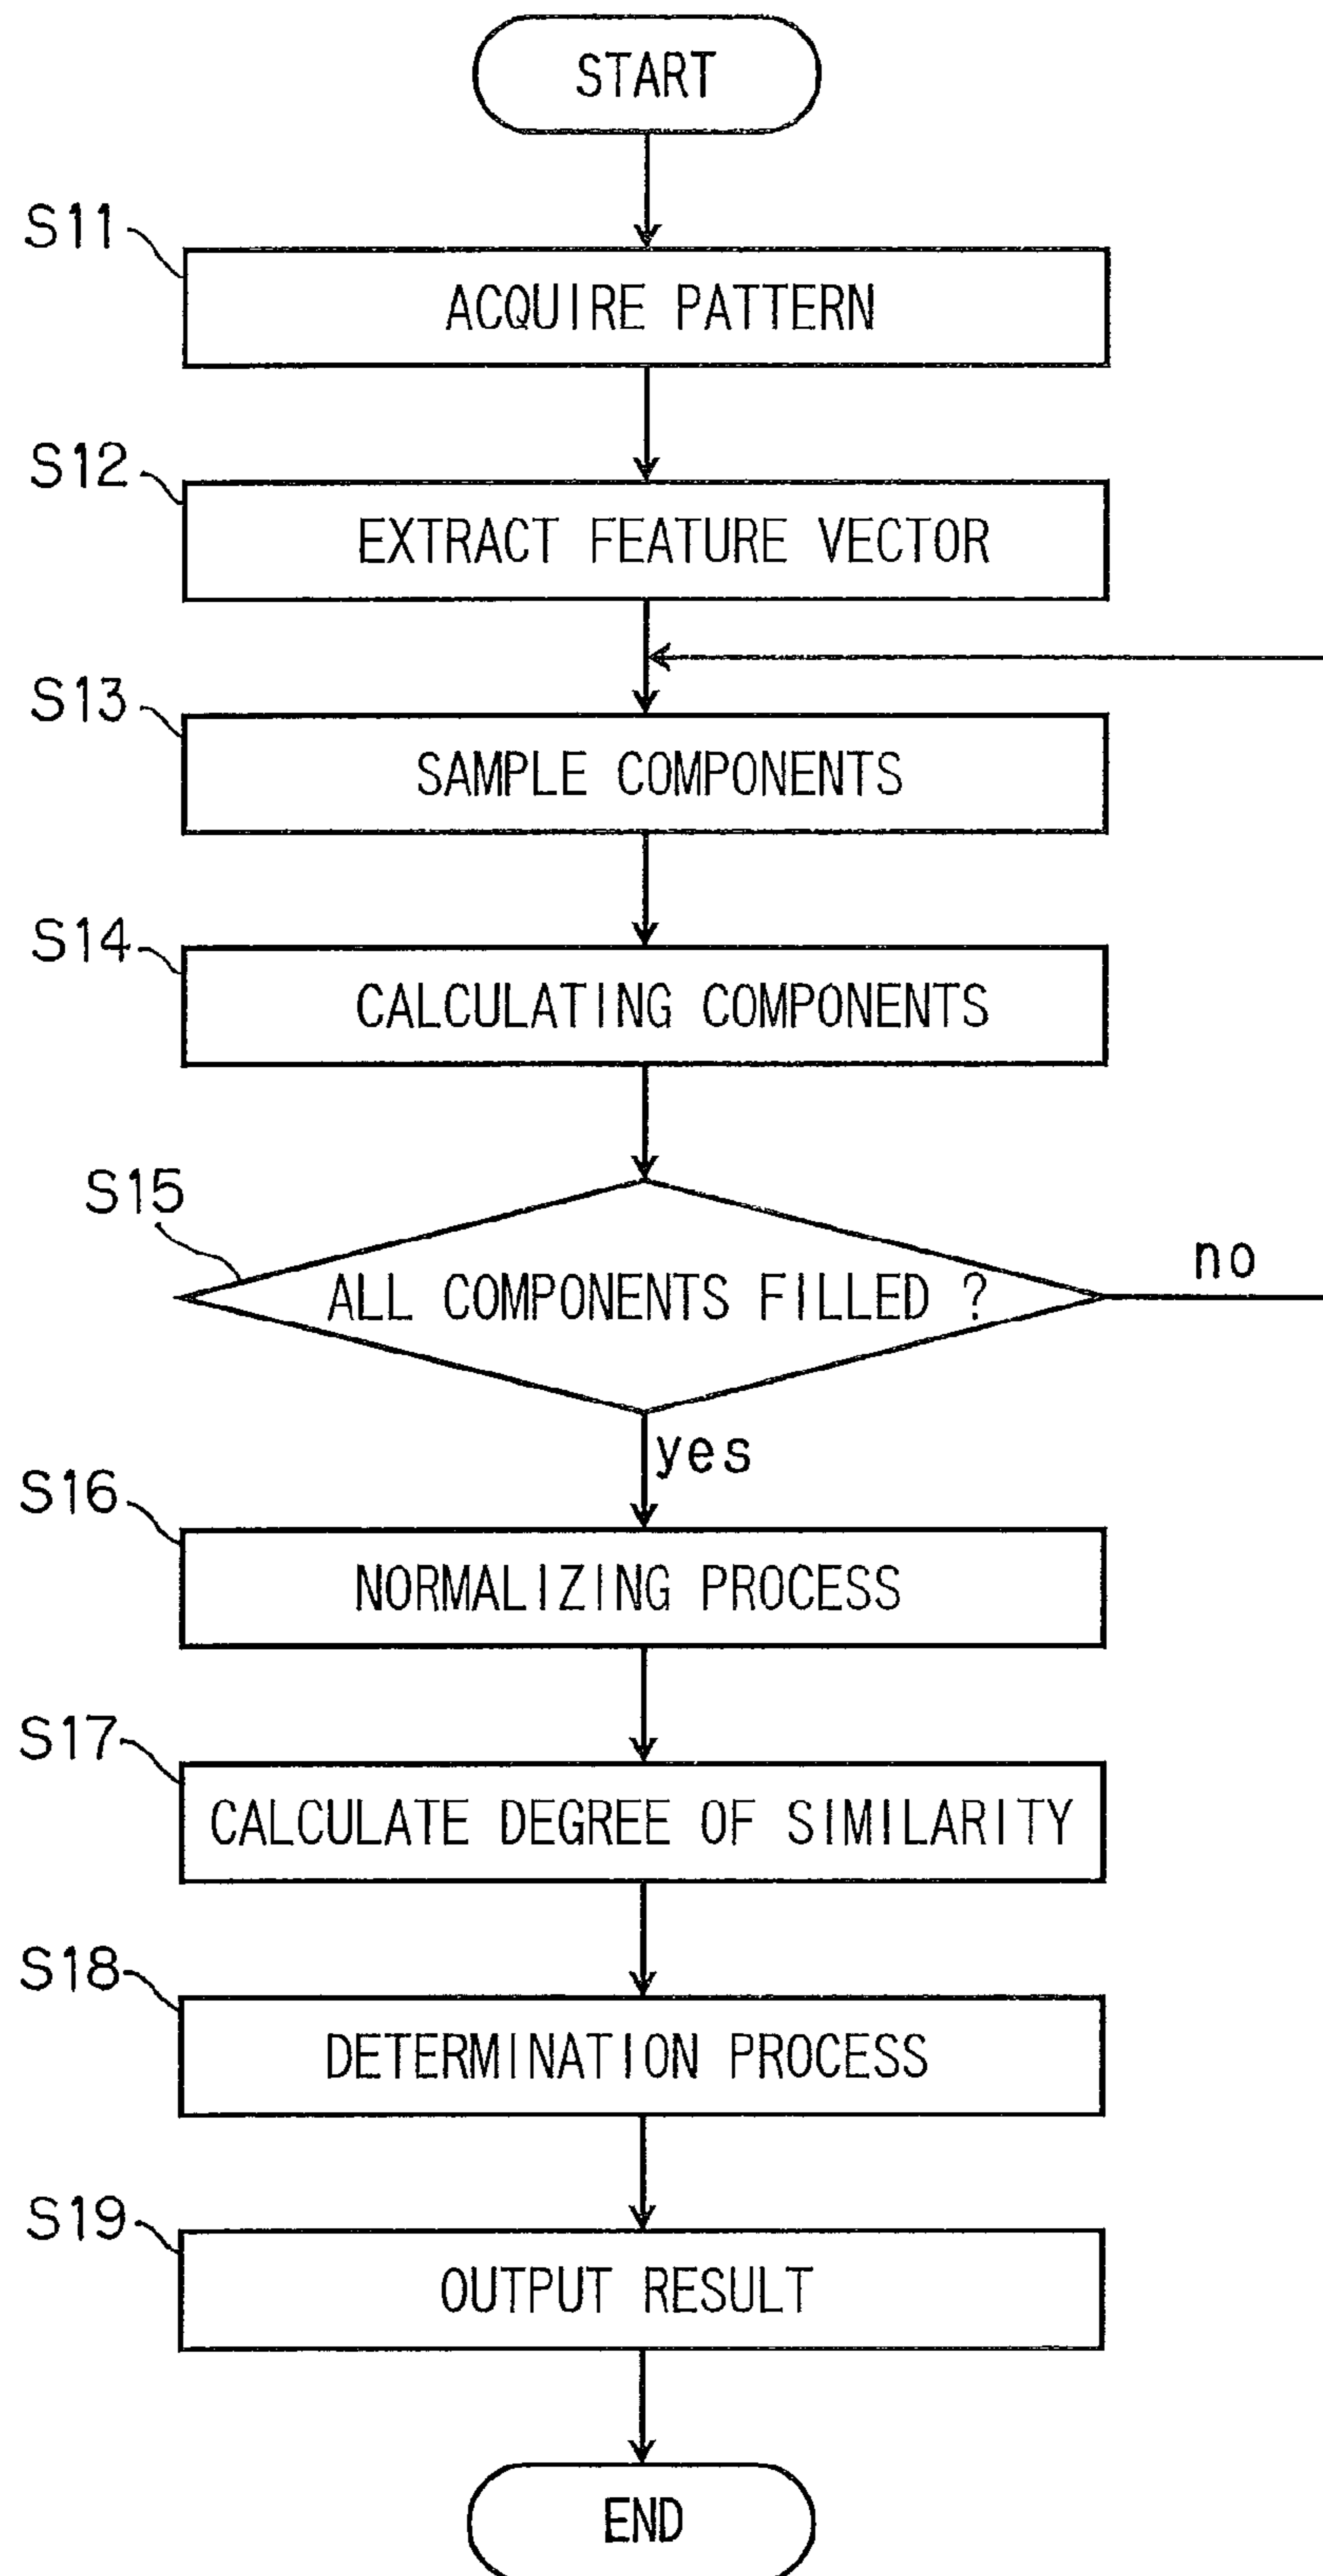 START
S11
ACQUIRE PATTERN
S12
EXTRACT FEATURE VECTOR
S13
SAMPLE COMPONENTS
S14
CALCULATING COMPONENTS
S15
ALL COMPONENTS FILLED ?
no
yes
S16
NORMALIZING PROCESS
S17
CALCULATE DEGREE OF SIMILARITY
S18
DETERMINATION PROCESS
S19
OUTPUT RESULT
END